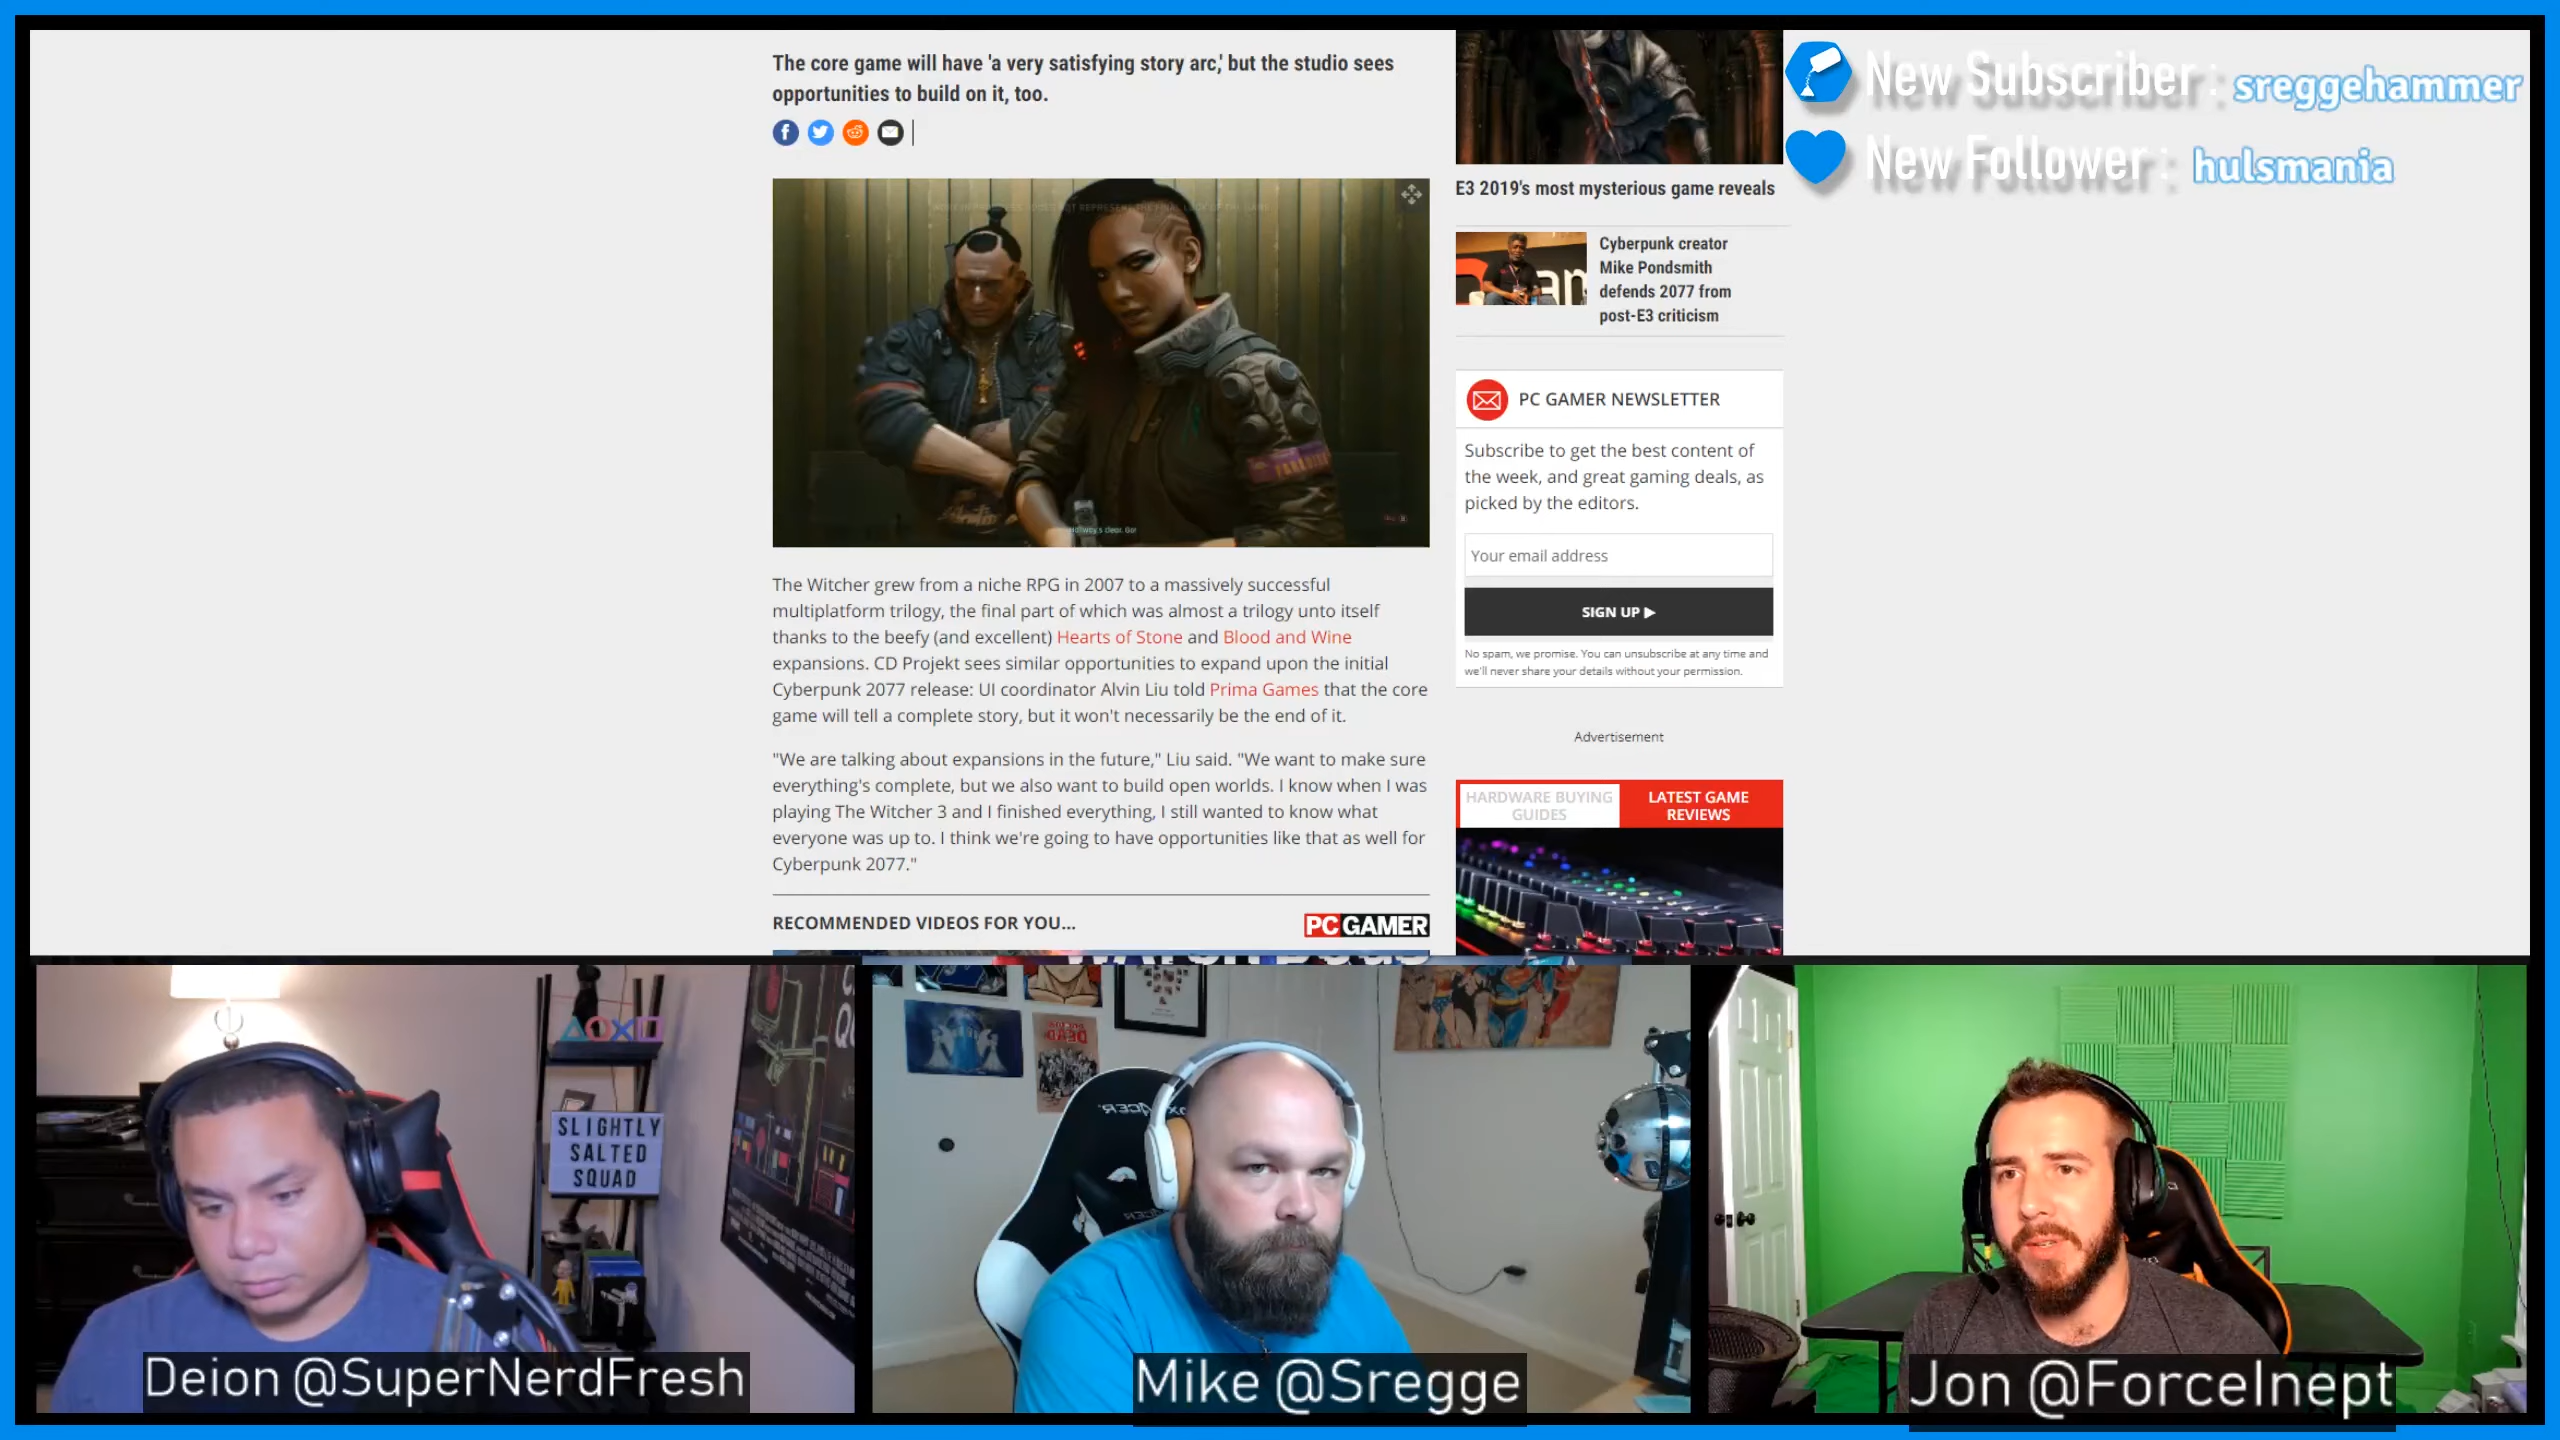 The core game will have 'a very satisfying story arc,' but the studio sees
opportunities to build on it, too.
The Witcher grew from a niche RPG in 2007 to a massively successful
multiplatform trilogy, the final part of which was almost a trilogy unto itself
thanks to the beefy (and excellent) Hearts of Stone and Blood and Wine
expansions. CD Projekt sees similar opportunities to expand upon the initial
Cyberpunk 2077 release: UI coordinator Alvin Liu told Prima Games that the core
game will tell a complete story, but it won't necessarily be the end of it.
"We are talking about expansions in the future," Liu said. "We want to make sure
everything's complete, but we also want to build open worlds. I know when I was
playing The Witcher 3 and I finished everything, I still wanted to know what
everyone was up to. I think we're going to have opportunities like that as well for
Cyberpunk 2077."
RECOMMENDED VIDEOS FOR YOU...
PC GAMER
E3 2019's most mysterious game reveals
Cyberpunk creator
Mike Pondsmith
defends 2077 from
post-E3 criticism
PC GAMER NEWSLETTER
Subscribe to get the best content of
the week, and great gaming deals, as
picked by the editors.
Your email address
SIGN UP ▶
No spam, we promise. You can unsubscribe at any time and
we'll never share your details without your permission.
Advertisement
HARDWARE BUYING
GUIDES
LATEST GAME
REVIEWS
New Subscriber : sreggehammer
New Follower : hulsmania
SLIGHTLY
SALTED
SQUAD
Deion @SuperNerdFresh
Mike @Sregge
Jon @ForceInept